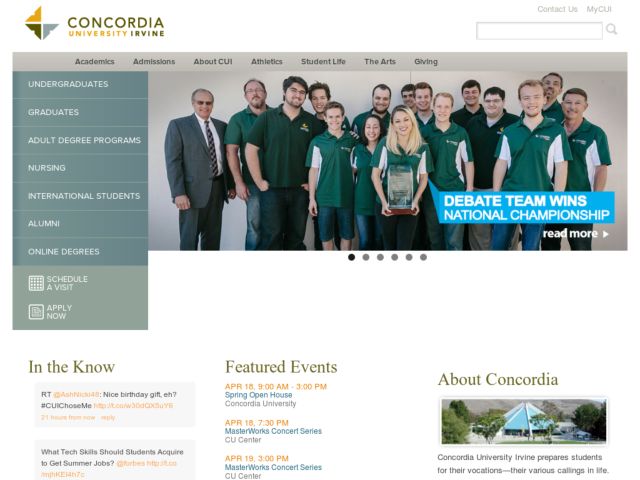 Contact Us MyCUI
CONCORDIA
UNIVERSITY IRVINE
Academics Admissions About CUI Athletics Student Life The Arts Giving
UNDERGRADUATES
GRADUATES
ADULT DEGREE PROGRAMS
NURSING
INTERNATIONAL STUDENTS
ALUMNI
ONLINE DEGREES
SCHEDULE
A VISIT
APPLY
NOW
DEBATE TEAM WINS
NATIONAL CHAMPIONSHIP
read more
In the Know
RT @AshNicki48: Nice birthday gift, eh?
#CUIChooseMe
21 hours from now reply
What Tech Skills Should Students Acquire
to Get Summer Jobs? @forbes http://t.co
/mjhKEI4h7c
Featured Events
APR 18, 9:00 AM - 3:00 PM
Spring Open House
Concordia University
APR 18, 7:30 PM
MasterWorks Concert Series
CU Center
APR 19, 3:00 PM
MasterWorks Concert Series
CU Center
About Concordia
Concordia University Irvine prepares students
for their vocations—their various callings in life.